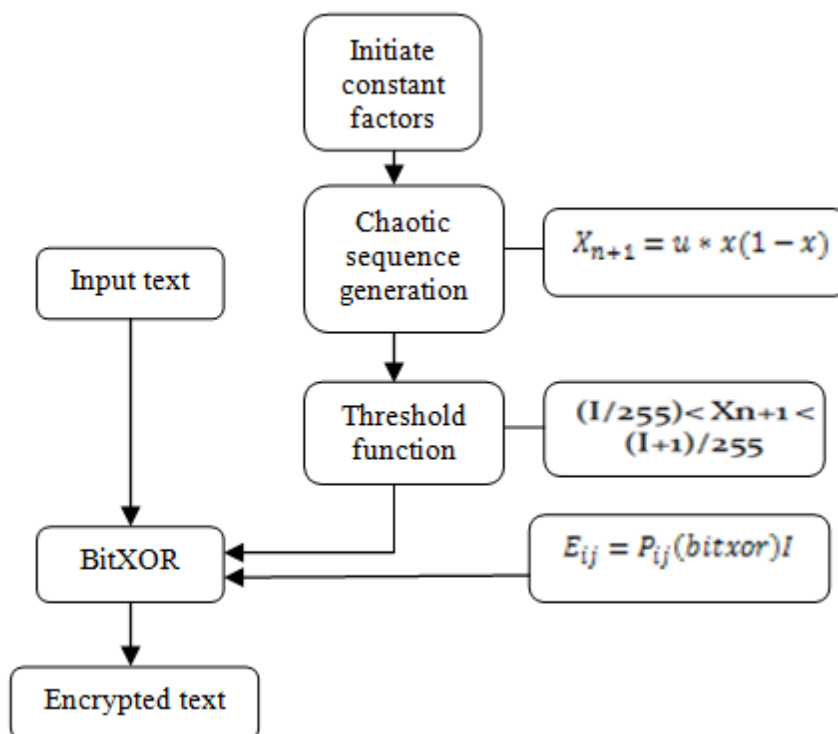 Initiate
constant
factors
Chaotic
sequence
generation
X_{n+1} = u * x(1 − x)
Input text
Threshold
function
(I/255)< Xn+1 <
(I+1)/255
BitXOR
E_{ij} = P_{ij}(bitxor)I
Encrypted text